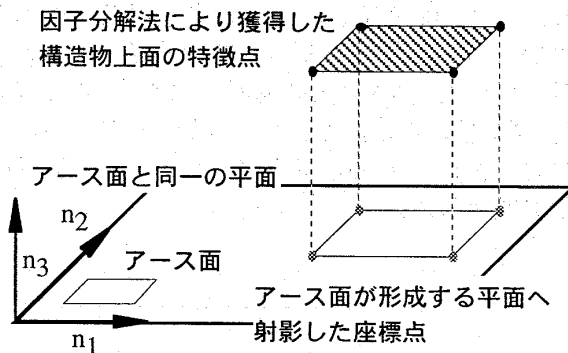 因子分解法により獲得した
構造物上面の特徴点
アース面と同一の平面
n2
n3
アース面
n1
アース面が形成する平面へ
射影した座標点